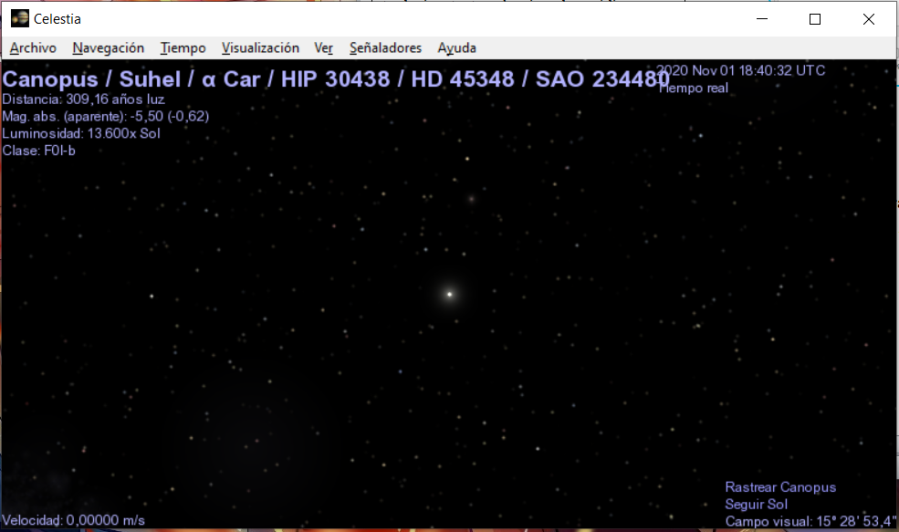 Celestia
Archivo Navegación Tiempo Visualización Ver Señaladores Ayuda
Canopus / Suhel / α Car / HIP 30438 / HD 45348 / SAO 234480
2020 Nov 01 18:40:32 UTC
Tiempo real
Distancia: 309,16 años luz
Mag. abs. (aparente): -5,50 (-0,62)
Luminosidad: 13.600x Sol
Clase: F0I-b
Rastrear Canopus
Seguir Sol
Velocidad: 0,00000 m/s
Campo visual: 15° 28' 53,4"